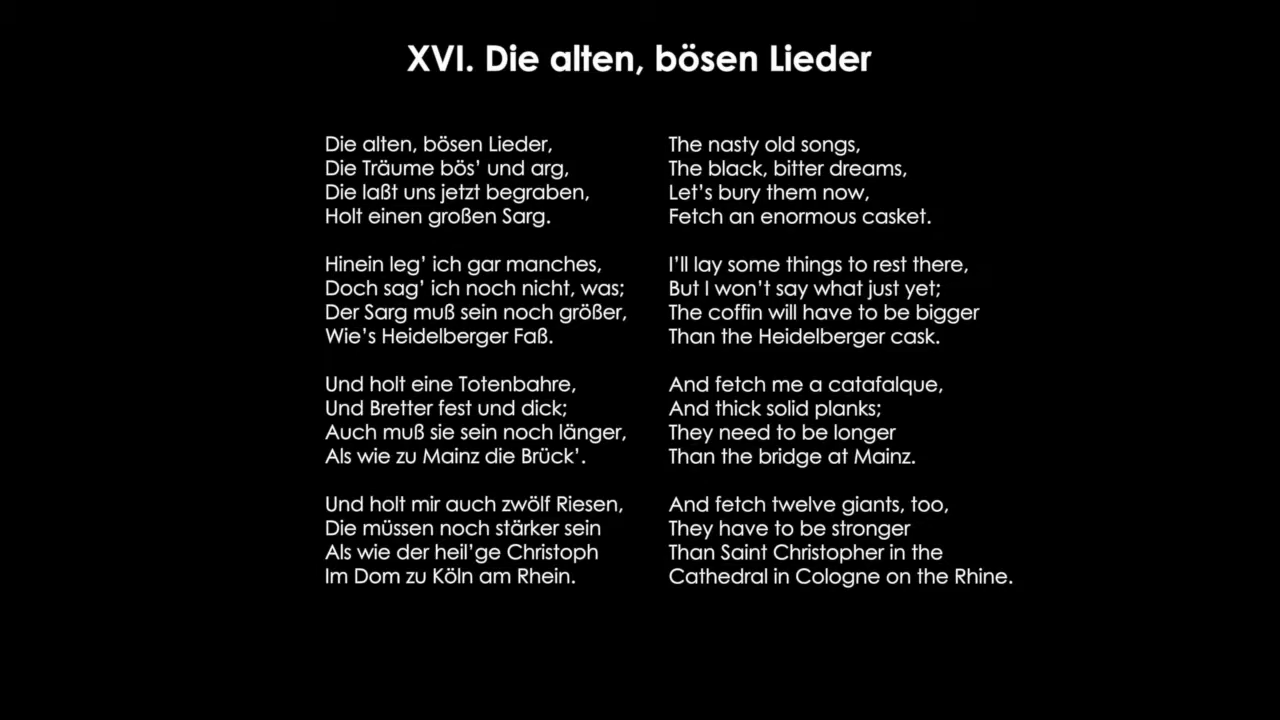 XVI. Die alten, bösen Lieder
Die alten, bösen Lieder,
Die Träume bös’ und arg,
Die laßt uns jetzt begraben,
Holt einen großen Sarg.
Hinein leg’ ich gar manches,
Doch sag’ ich noch nicht, was;
Der Sarg muß sein noch größer,
Wie’s Heidelberger Faß.
Und holt eine Totenbahre,
Und Bretter fest und dick;
Auch muß sie sein noch länger,
Als wie zu Mainz die Brück’.
Und holt mir auch zwölf Riesen,
Die müssen noch stärker sein
Als wie der heil’ge Christoph
Im Dom zu Köln am Rhein.
The nasty old songs,
The black, bitter dreams,
Let’s bury them now,
Fetch an enormous casket.
I’ll lay some things to rest there,
But I won’t say what just yet;
The coffin will have to be bigger
Than the Heidelberger cask.
And fetch me a catafalque,
And thick solid planks;
They need to be longer
Than the bridge at Mainz.
And fetch twelve giants, too,
They have to be stronger
Than Saint Christopher in the
Cathedral in Cologne on the Rhine.